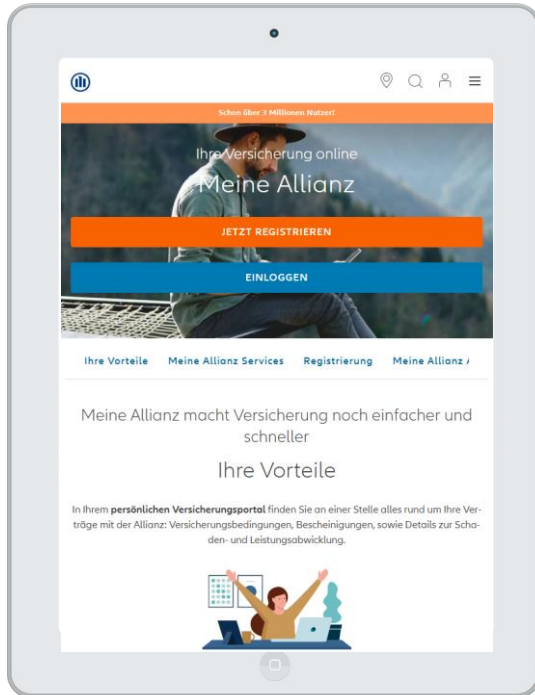 Schon über 3 Millionen Nutzer!
Ihre Versicherung online
Meine Allianz
JETZT REGISTRIEREN
EINLOGGEN
Ihre Vorteile Meine Allianz Services Registrierung Meine Allianz A
Meine Allianz macht Versicherung noch einfacher und
schneller
Ihre Vorteile
In Ihrem persönlichen Versicherungsportal finden Sie an einer Stelle alles rund um Ihre Ver-
träge mit der Allianz: Versicherungsbedingungen, Bescheinigungen, sowie Details zur Scha-
den- und Leistungsabwicklung.